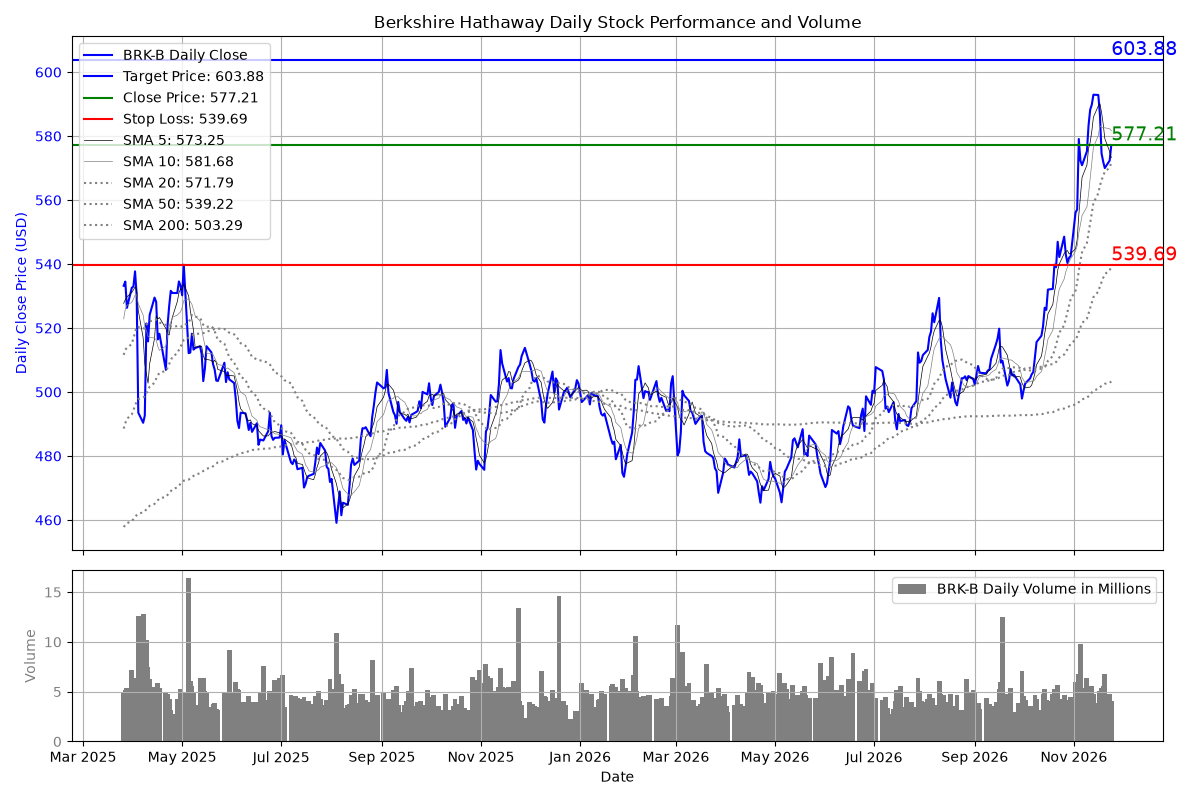 Berkshire Hathaway Daily Stock Performance and Volume
BRK-B Daily Close
Target Price: 603.88
Close Price: 577.21
Stop Loss: 539.69
SMA 5: 573.25
SMA 10: 581.68
SMA 20: 571.79
SMA 50: 539.22
SMA 200: 503.29
603.88
577.21
539.69
600
580
560
540
520
500
480
460
Daily Close Price (USD)
BRK-B Daily Volume in Millions
15
10
5
0
Volume
Mar 2025 May 2025 Jul 2025 Sep 2025 Nov 2025 Jan 2026 Mar 2026 May 2026 Jul 2026 Sep 2026 Nov 2026
Date